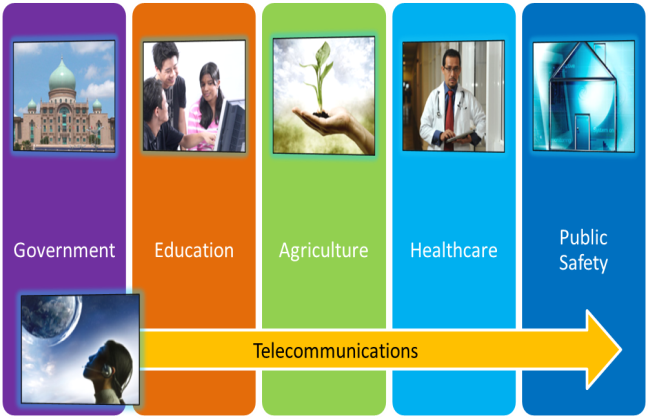 Government
Education
Agriculture
Healthcare
Public
Safety
Telecommunications